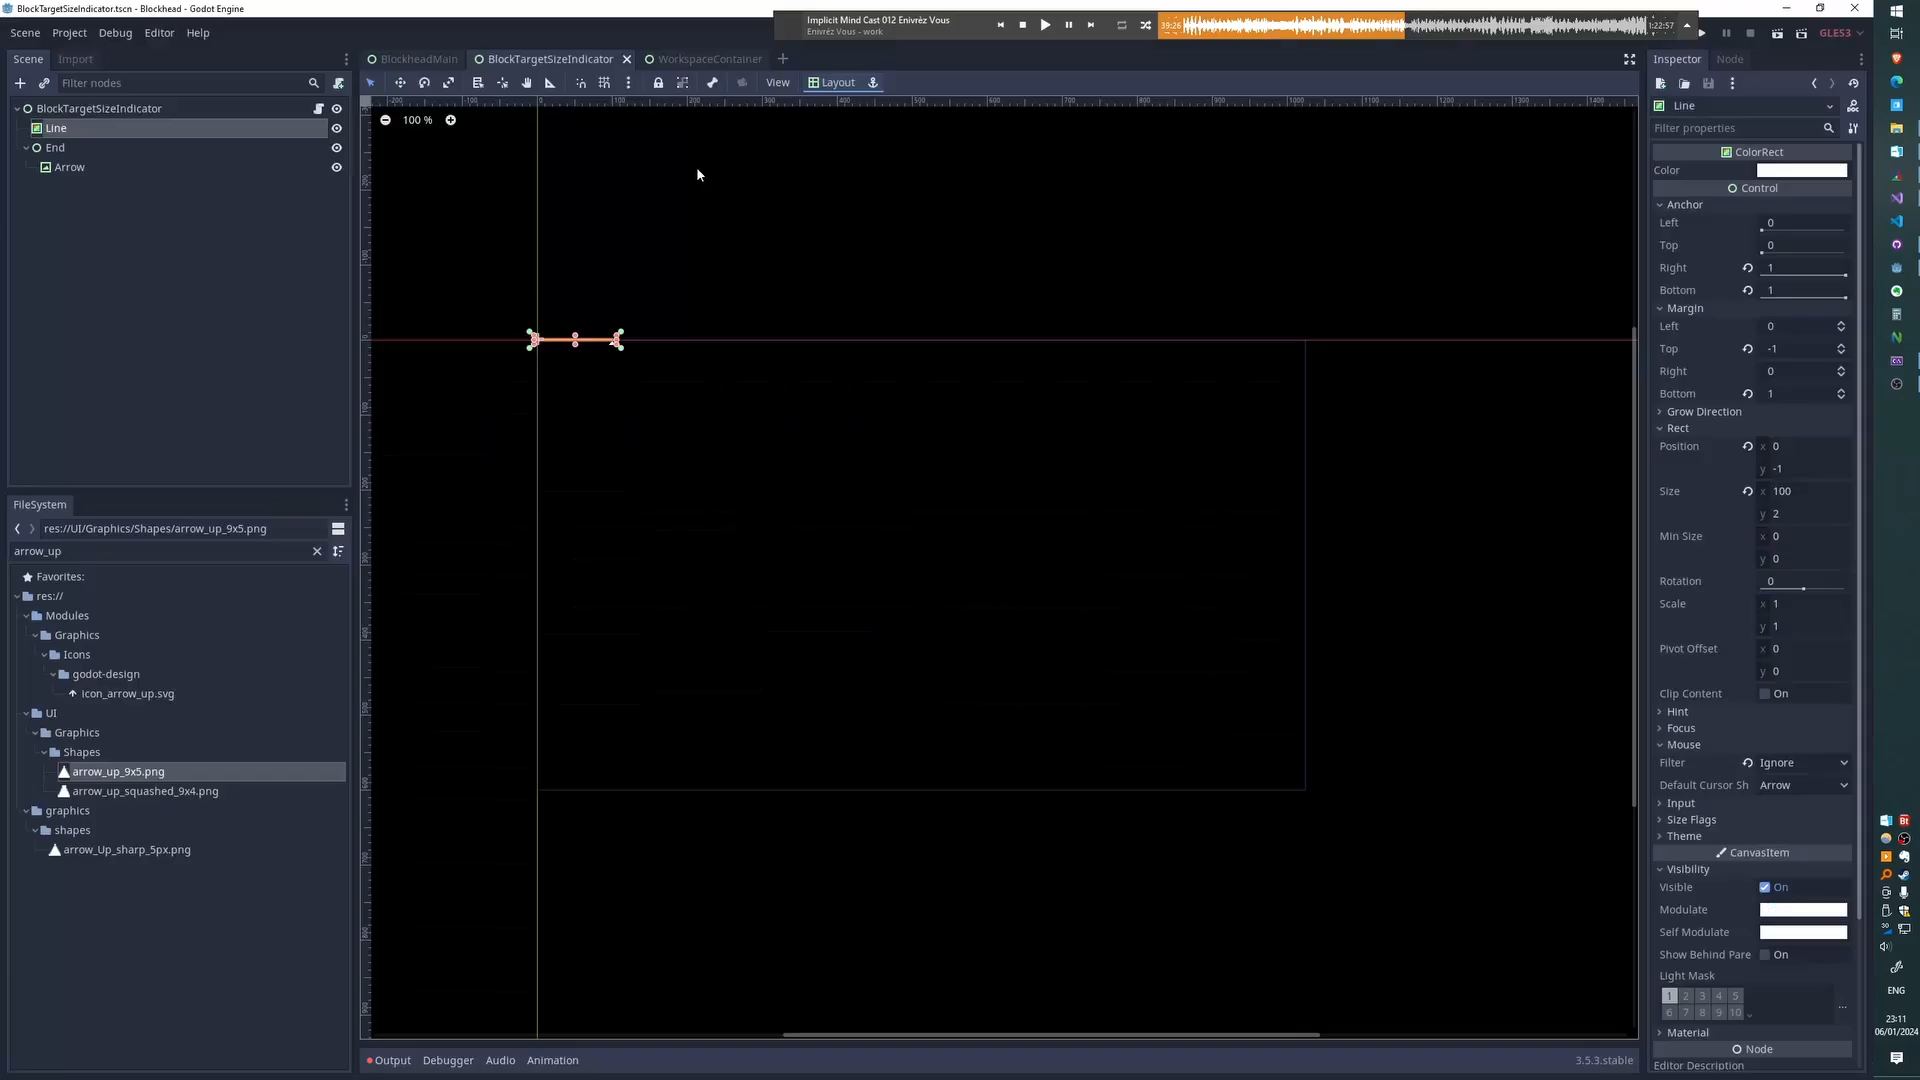 BlockTargetSizeIndicator.tscn - Blockhead - Godot Engine
Implicit Mind Cast 012 Enivrèz Vous
Enivrèz Vous - work
39:26
1:22:57
Scene Project Debug Editor Help
GLES3
Scene Import
BlockheadMain BlockTargetSizeIndicator WorkspaceContainer
Inspector Node
Filter nodes
View Layout
Line
Filter properties
BlockTargetSizeIndicator
Line
End
Arrow
100 %
ColorRect
Color
Control
Anchor
Left 0
Top 0
Right 1
Bottom 1
Margin
Left 0
Top -1
Right 0
Bottom 1
Grow Direction
Rect
Position x 0
y -1
Size x 100
y 2
Min Size x 0
y 0
Rotation 0
Scale x 1
y 1
Pivot Offset x 0
y 0
Clip Content On
Hint
Focus
Mouse
Filter Ignore
Default Cursor Sh Arrow
Input
Size Flags
Theme
CanvasItem
Visibility
Visible On
Modulate
Self Modulate
Show Behind Pare On
Light Mask
1 2 3 4 5
6 7 8 9 10
Material
Node
Editor Description
FileSystem
res://UI/Graphics/Shapes/arrow_up_9x5.png
arrow_up
Favorites:
res://
Modules
Graphics
Icons
godot-design
icon_arrow_up.svg
UI
Graphics
Shapes
arrow_up_9x5.png
arrow_up_squashed_9x4.png
graphics
shapes
arrow_Up_sharp_5px.png
Output Debugger Audio Animation
3.5.3.stable
ENG
23:11
06/01/2024